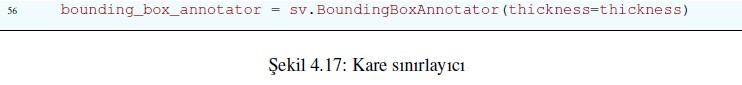 56 bounding_box_annotator = sv.BoundingBoxAnnotator(thickness=thickness)
Şekil 4.17: Kare sınırlayıcı